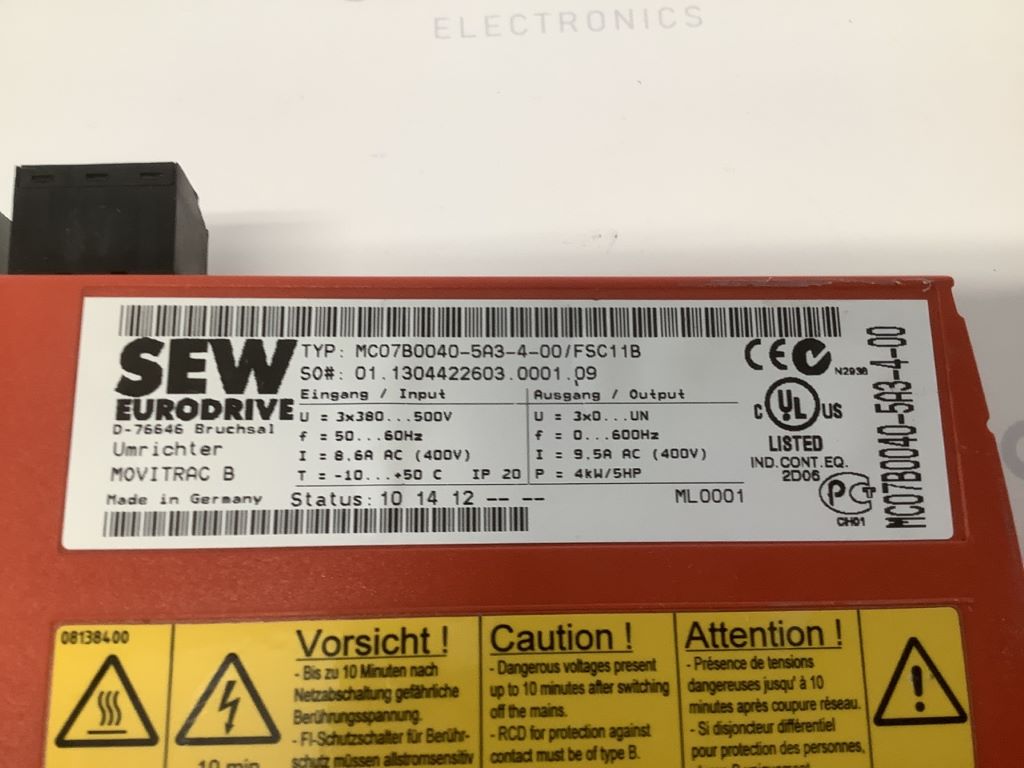 ELECTRONICS
SEW
EURODRIVE
D-76646 Bruchsal
Umrichter
MOVITRAC B
Made in Germany
TYP: MC07B0040-5A3-4-00/FSC11B
SO#: 01.1304422603.0001.09
Eingang / Input
U = 3x380...500V
f = 50...60Hz
I = 8.6A AC (400V)
T = -10...+50 C IP 20
Ausgang / Output
U = 3x0...UN
f = 0...600Hz
I = 9.5A AC (400V)
P = 4kW/5HP
Status: 10 14 12 -- --
ML0001
CE
N2936
C UL US
LISTED
IND.CONT.EQ.
2D06
CH01
MC07B0040-5A3-4-00
08138400
10 min
Vorsicht !
- Bis zu 10 Minuten nach
Netzabschaltung gefährliche
Berührungsspannung.
- FI-Schutzschalter für Berühr-
schutz müssen allstromsensitiv
Caution !
- Dangerous voltages present
up to 10 minutes after switching
off the mains.
- RCD for protection against
contact must be of type B.
Attention !
- Présence de tensions
dangereuses jusqu' à 10
minutes après coupure réseau.
- Si disjoncteur différentiel
pour protection des personnes,